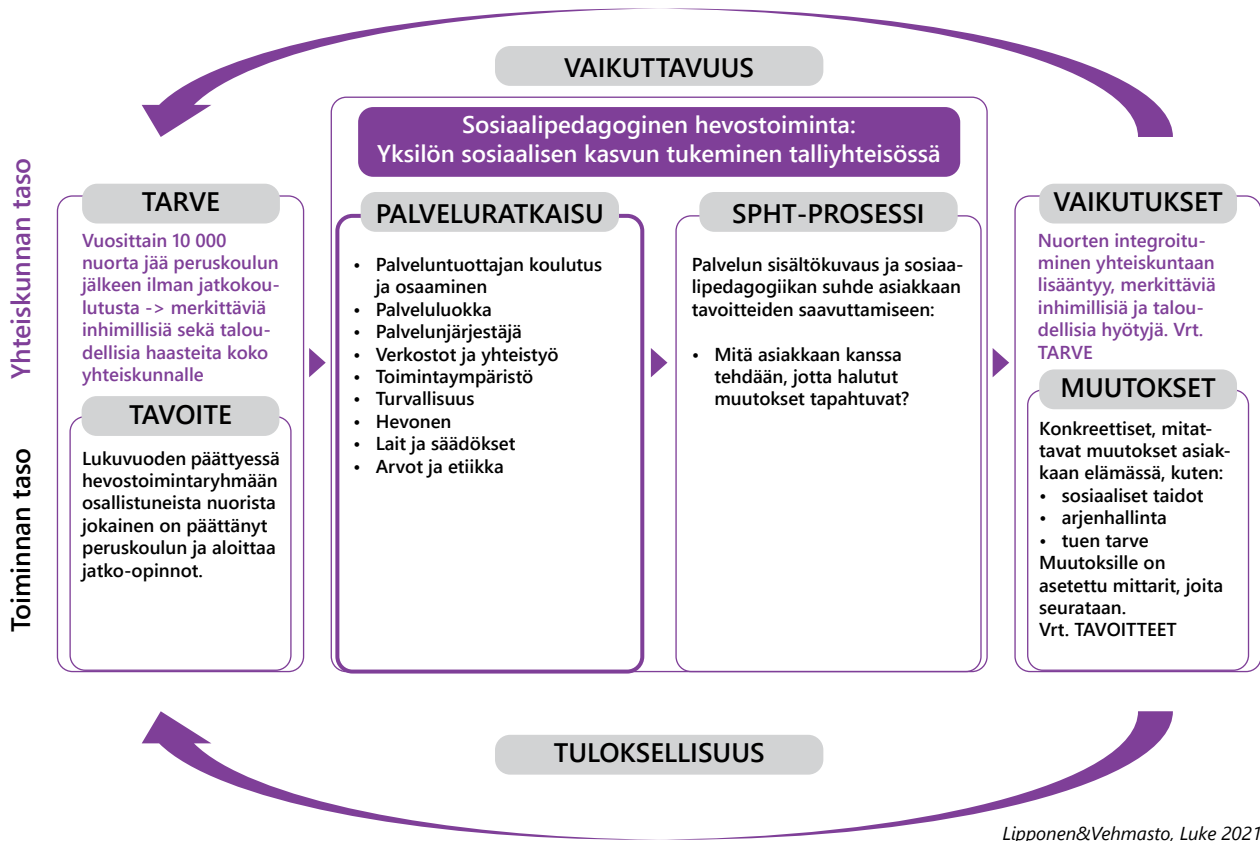 VAIKUTTAVUUS
Sosiaalipedagoginen hevostoiminta:
Yksilön sosiaalisen kasvun tukeminen talliyhteisössä
Yhteiskunnan taso
Toiminnan taso
TARVE
Vuosittain 10 000
nuorta jää peruskoulun
jälkeen ilman jatkokou-
lutusta -> merkittäviä
inhimillisiä sekä talou-
dellisia haasteita koko
yhteiskunnalle
TAVOITE
Lukuvuoden päättyessä
hevostoimintaryhmään
osallistuneista nuorista
jokainen on päättänyt
peruskoulun ja aloittaa
jatko-opinnot.
PALVELURATKAISU
• Palveluntuottajan koulutus
ja osaaminen
• Palveluluokka
• Palvelunjärjestäjä
• Verkostot ja yhteistyö
• Toimintaympäristö
• Turvallisuus
• Hevonen
• Lait ja säädökset
• Arvot ja etiikka
SPHT-PROSESSI
Palvelun sisältökuvaus ja sosiaa-
lipedagogiikan suhde asiakkaan
tavoitteiden saavuttamiseen:
• Mitä asiakkaan kanssa
tehdään, jotta halutut
muutokset tapahtuvat?
VAIKUTUKSET
Nuorten integroitu-
minen yhteiskuntaan
lisääntyy, merkittäviä
inhimillisiä ja talou-
dellisia hyötyjä. Vrt.
TARVE
MUUTOKSET
Konkreettiset, mitat-
tavat muutokset asiak-
kaan elämässä, kuten:
• sosiaaliset taidot
• arjenhallinta
• tuen tarve
Muutoksille on
asetettu mittarit, joita
seurataan.
Vrt. TAVOITTEET
TULOKSELLISUUS
Lipponen&Vehmasto, Luke 2021